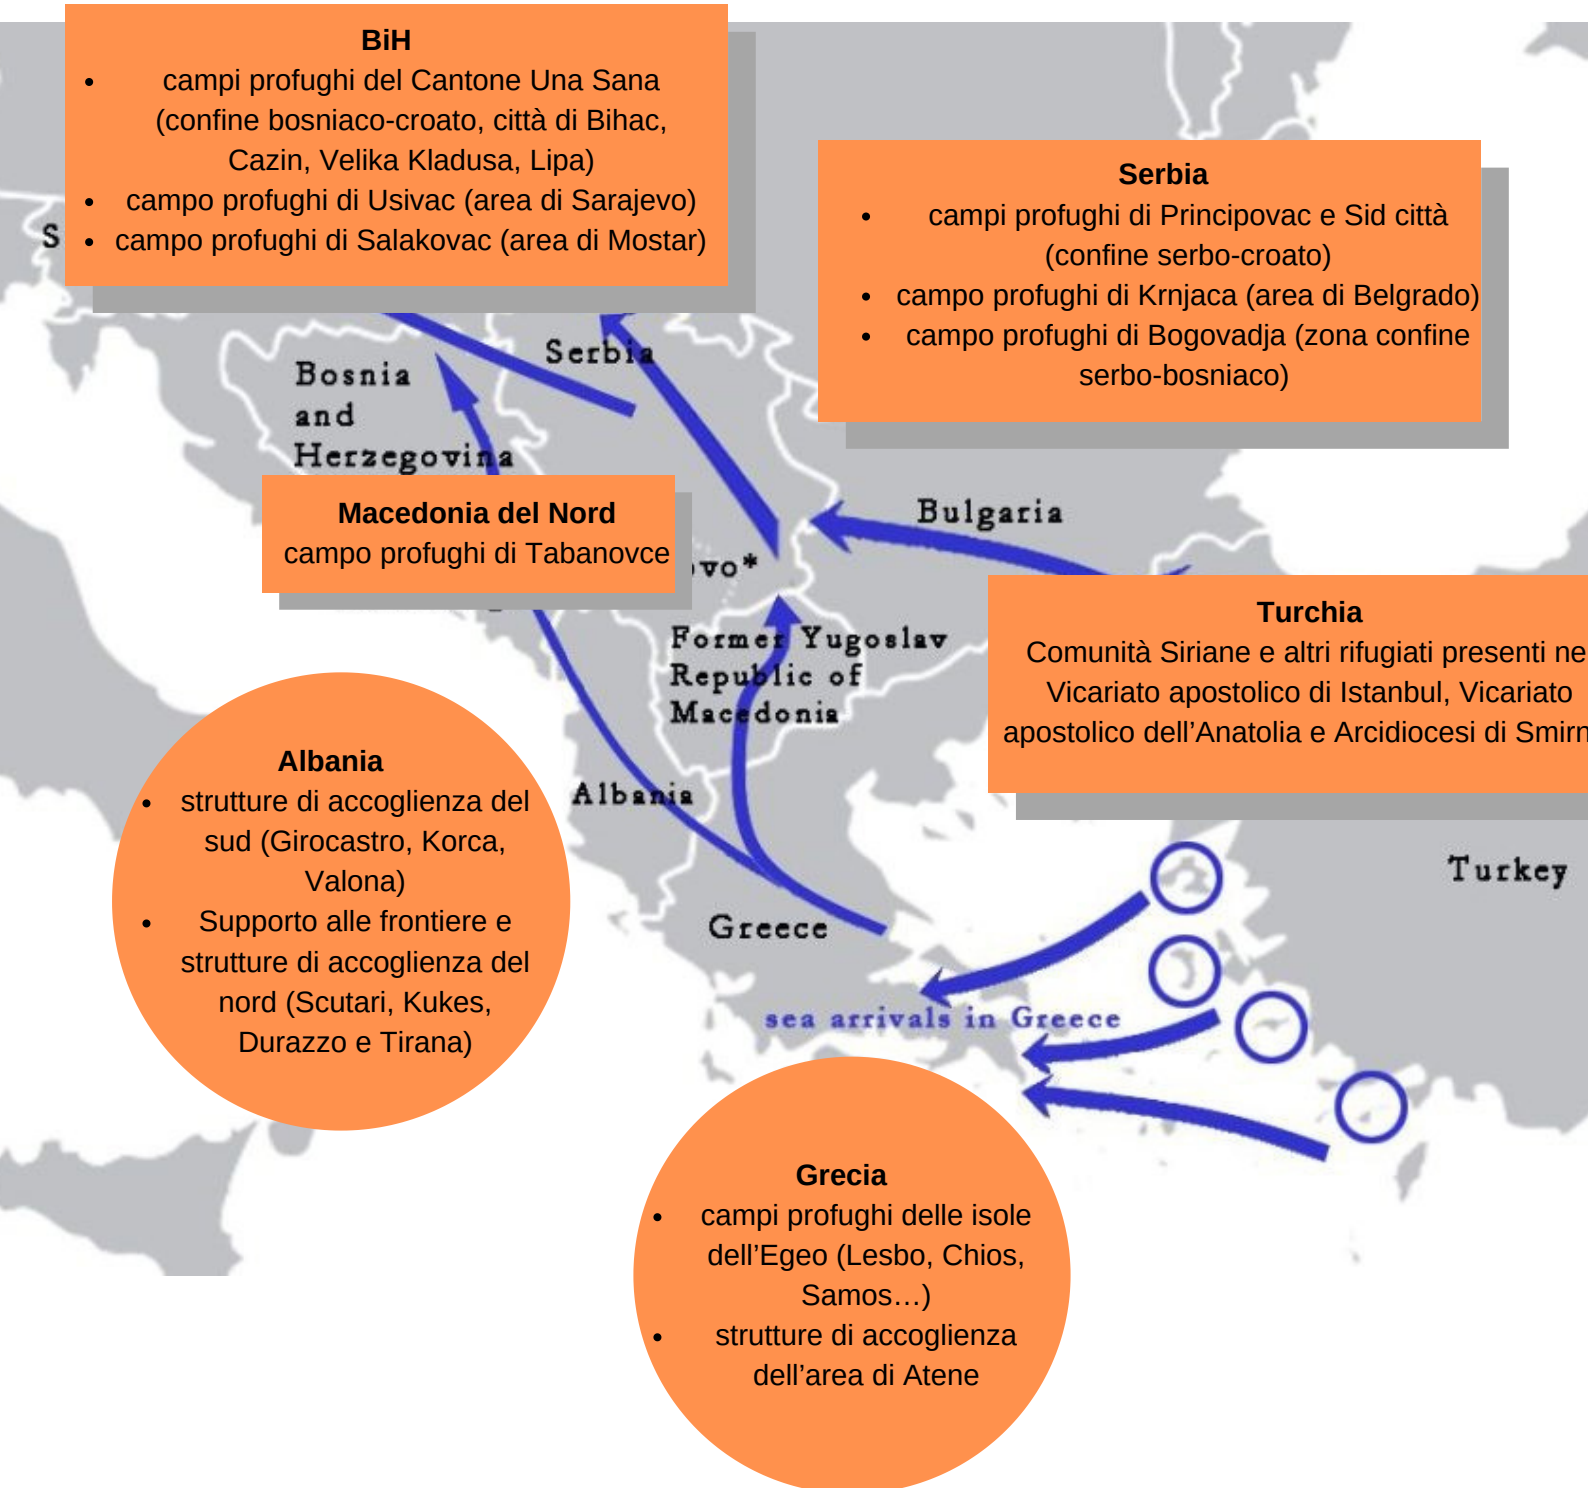 BiH
• campi profughi del Cantone Una Sana
(confine bosniaco-croato, città di Bihac,
Cazin, Velika Kladusa, Lipa)
• campo profughi di Usivac (area di Sarajevo)
• campo profughi di Salakovac (area di Mostar)
Serbia
• campi profughi di Principovac e Sid città
(confine serbo-croato)
• campo profughi di Krnjaca (area di Belgrado)
• campo profughi di Bogovadja (zona confine
serbo-bosniaco)
S
Serbia
Bosnia
and
Herzegovina
Macedonia del Nord
campo profughi di Tabanovce
Bulgaria
ovo*
Former Yugoslav
Republic of
Macedonia
Turchia
Comunità Siriane e altri rifugiati presenti ne
Vicariato apostolico di Istanbul, Vicariato
apostolico dell'Anatolia e Arcidiocesi di Smirn
Albania
• strutture di accoglienza del
sud (Girocastro, Korca,
Valona)
• Supporto alle frontiere e
strutture di accoglienza del
nord (Scutari, Kukes,
Durazzo e Tirana)
Albania
Turkey
Greece
sea arrivals in Greece
Grecia
• campi profughi delle isole
dell'Egeo (Lesbo, Chios,
Samos…)
• strutture di accoglienza
dell'area di Atene